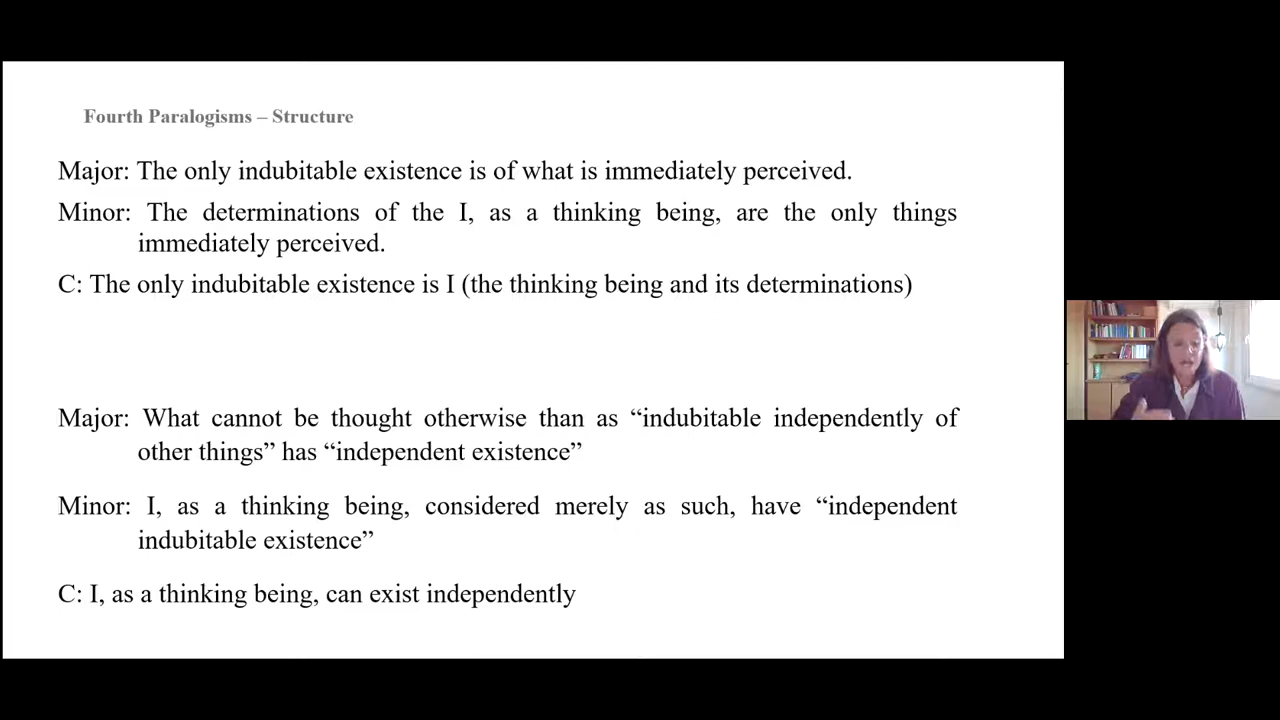 Fourth Paralogisms – Structure
Major: The only indubitable existence is of what is immediately perceived.
Minor: The determinations of the I, as a thinking being, are the only things
immediately perceived.
C: The only indubitable existence is I (the thinking being and its determinations)
Major: What cannot be thought otherwise than as “indubitable independently of
other things” has “independent existence”
Minor: I, as a thinking being, considered merely as such, have “independent
indubitable existence”
C: I, as a thinking being, can exist independently